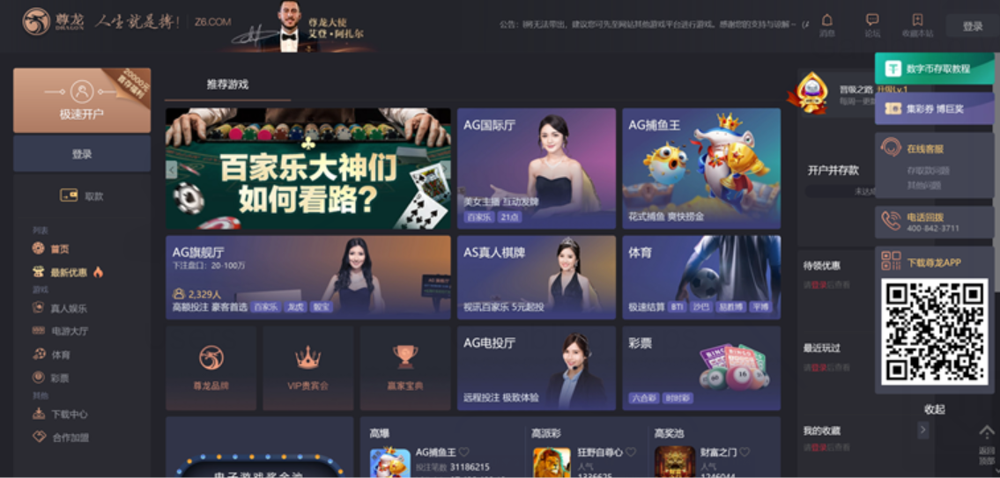 尊龙
DRAGON
人生就是搏!
Z6.COM
尊龙大使
艾登·阿扎尔
无法带出，建议您可先至网站其他游戏平台进行游戏。感谢您的支持与谅解~
消息
论坛
收藏本站
登录
20000元
首存福利
极速开户
登录
取款
列表
首页
最新优惠
游戏
真人娱乐
电游大厅
体育
彩票
其他
下载中心
合作加盟
推荐游戏
百家乐大神们
如何看路?
AG国际厅
美女主播 互动发牌
百家乐 21点
AG捕鱼王
花式捕鱼 爽快捞金
AG旗舰厅
下注盘口: 20-100万
2,329人
高额投注 豪客首选 百家乐 龙虎 骰宝
AS真人棋牌
视讯百家乐 5元起投
体育
极速结算 BTi 沙巴 易胜博 平博
尊龙品牌
VIP贵宾会
赢家宝典
AG电投厅
远程投注 极致体验
彩票
BINGO
16
六合彩 时时彩
电子游戏奖金池
高爆
AG捕鱼王
投注笔数 31186215
高派彩
狂野自尊心
人气
1336625
高奖池
财富之门
人气
1246044
晋级之路 升级Lv.1
每周一更新
开户并存款
未达成
待领优惠
请登录后查看
最近玩过
请登录后查看
我的收藏
请登录后查看
数字币存取教程
集彩券 博巨奖
在线客服
存取款问题
其他问题
电话回拨
400-842-3711
下载尊龙APP
收起
返回
顶部